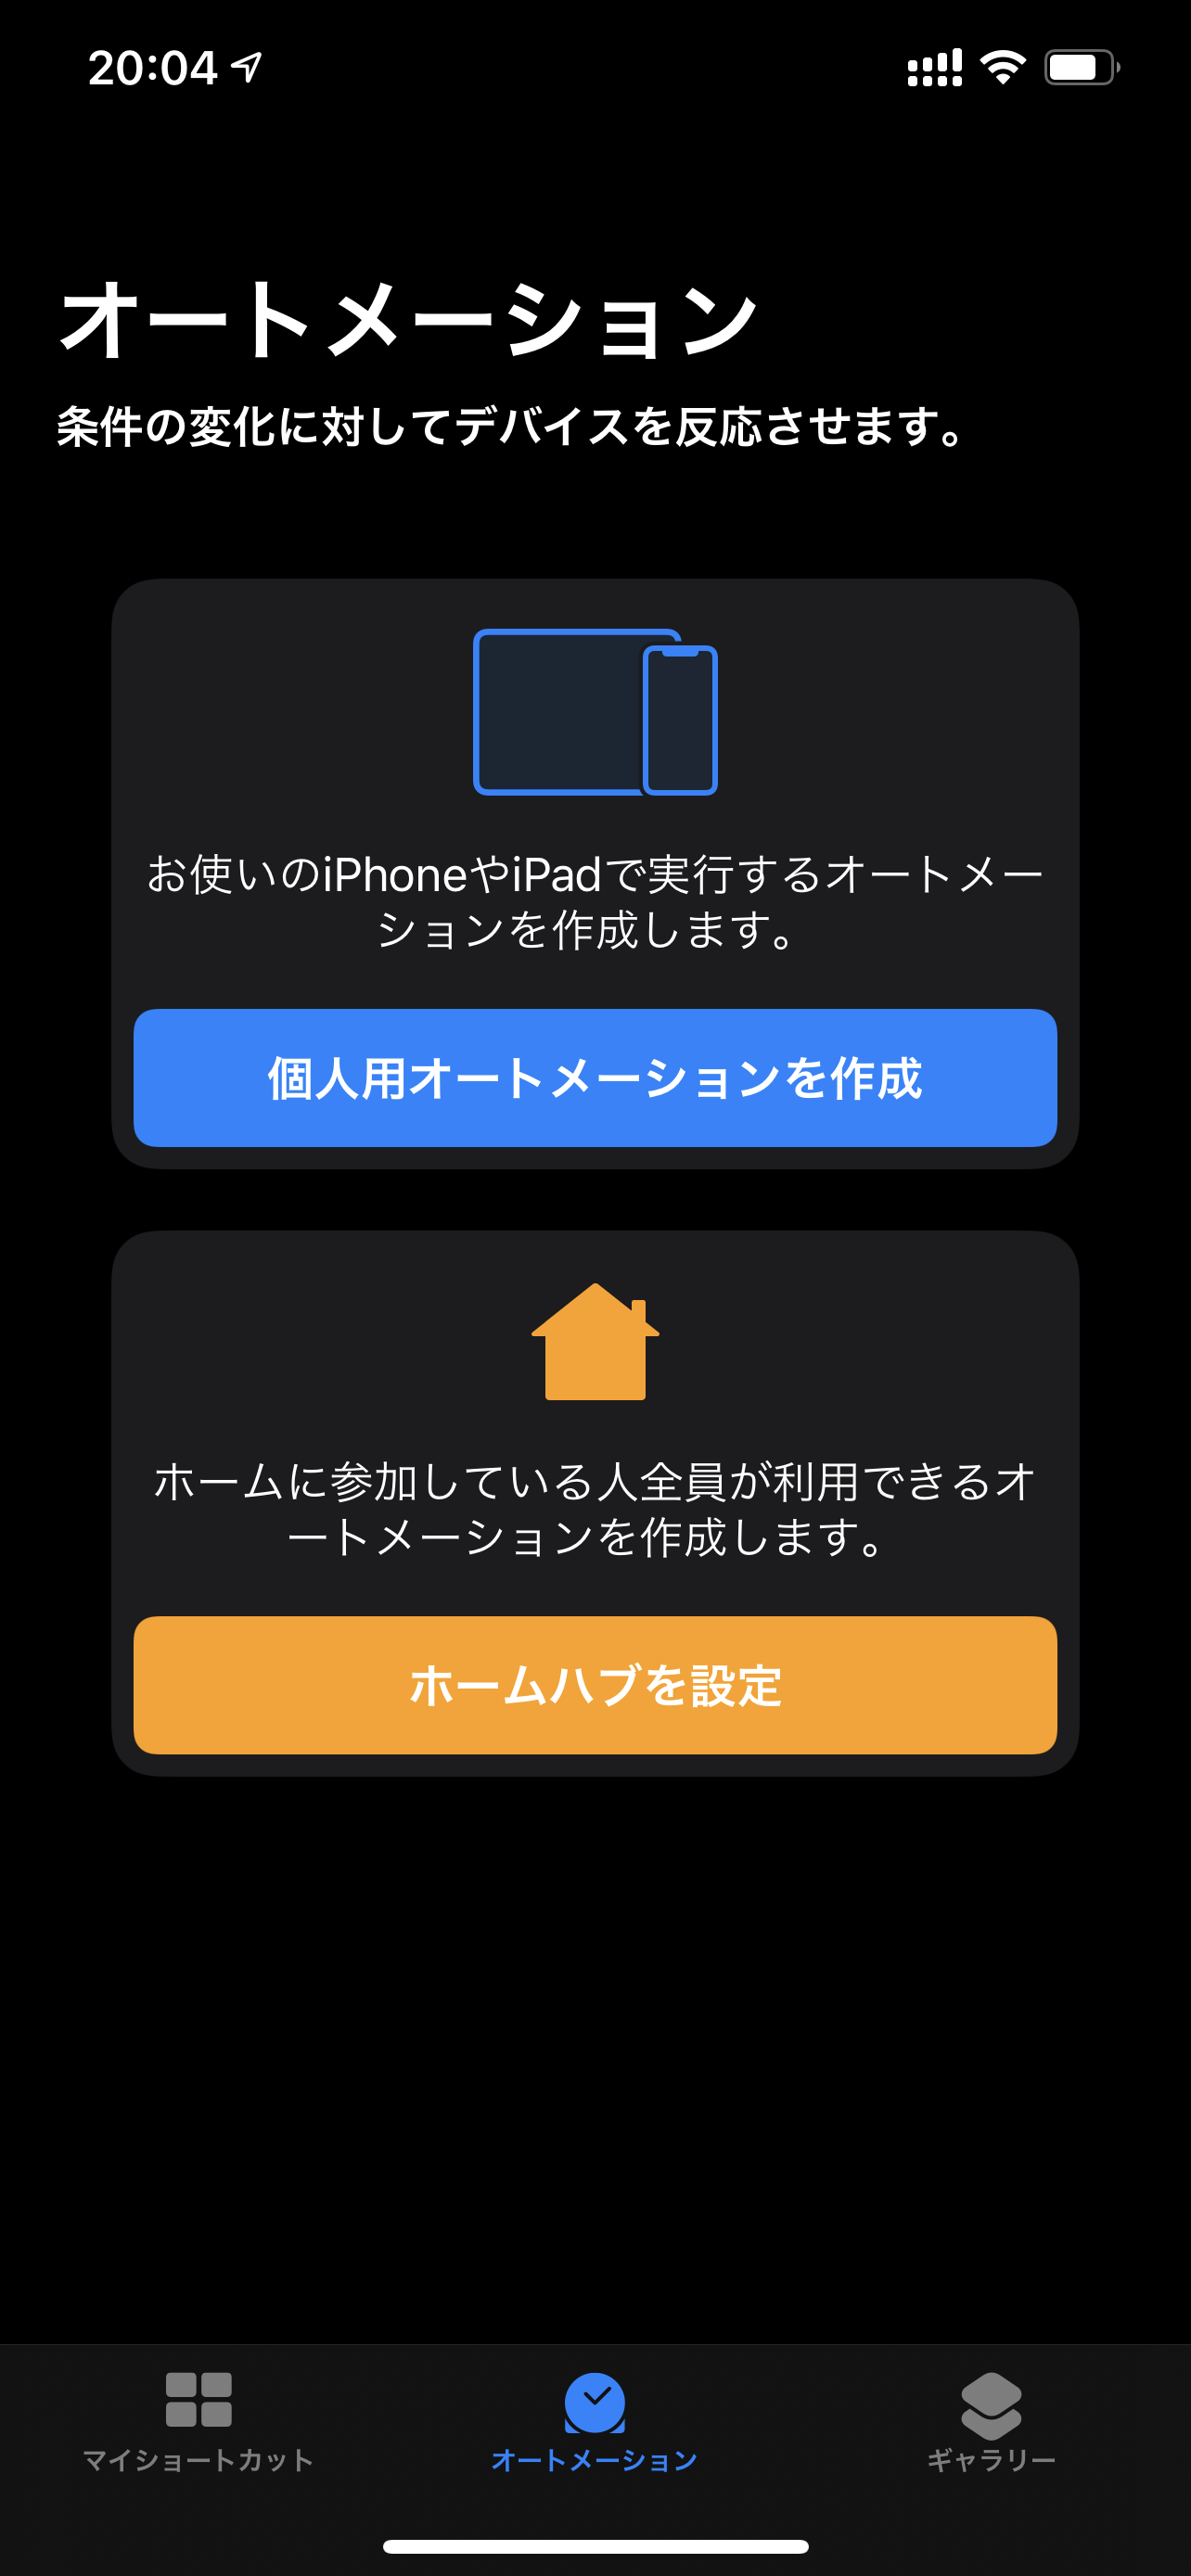 20:04
オートメーション
条件の変化に対してデバイスを反応させます。
お使いのiPhoneやiPadで実行するオートメー
ションを作成します。
個人用オートメーションを作成
ホームに参加している人全員が利用できるオ
ートメーションを作成します。
ホームハブを設定
マイショートカット
オートメーション
ギャラリー